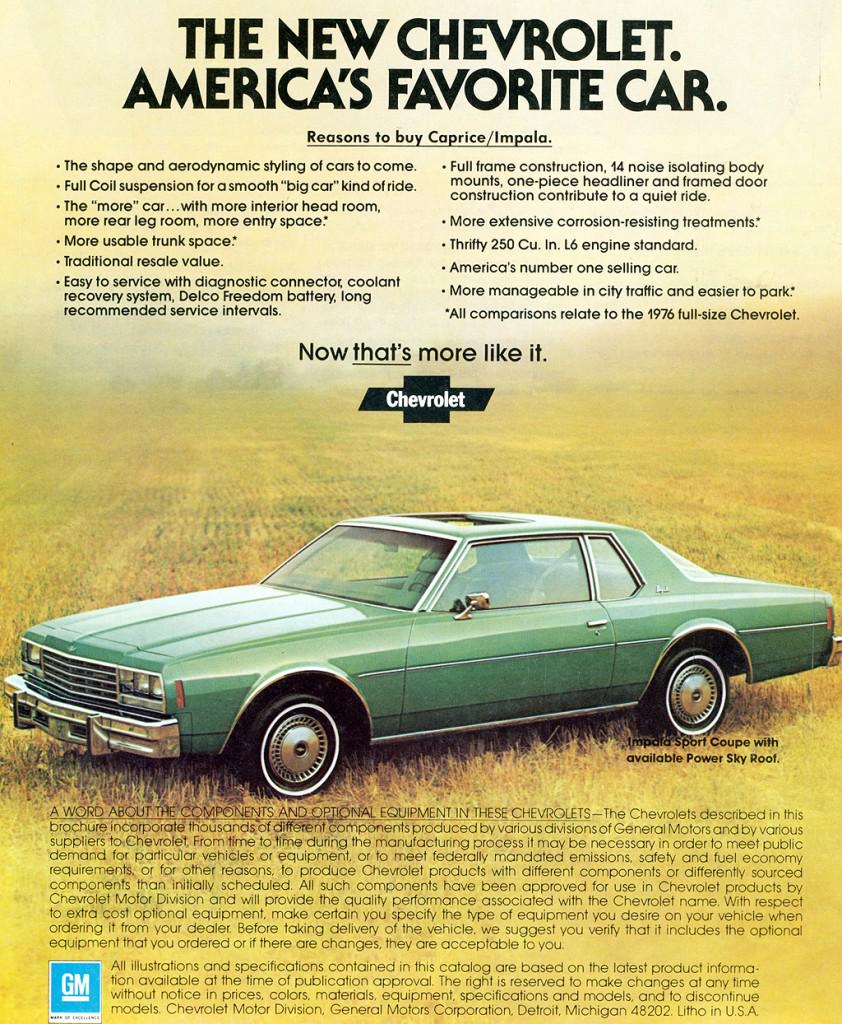 THE NEW CHEVROLET.
AMERICA'S FAVORITE CAR.
Reasons to buy Caprice/Impala.
• The shape and aerodynamic styling of cars to come.
• Full Coil suspension for a smooth "big car" kind of ride.
• The "more" car...with more interior head room,
more rear leg room, more entry space.*
• More usable trunk space.*
• Traditional resale value.
• Easy to service with diagnostic connector, coolant
recovery system, Delco Freedom battery, long
recommended service intervals.
• Full frame construction, 14 noise isolating body
mounts, one-piece headliner and framed door
construction contribute to a quiet ride.
• More extensive corrosion-resisting treatments.*
• Thrifty 250 Cu. In. L6 engine standard.
• America's number one selling car.
• More manageable in city traffic and easier to park.*
*All comparisons relate to the 1976 full-size Chevrolet.
Now that's more like it.
Chevrolet
Impala Sport Coupe with
available Power Sky Roof.
A WORD ABOUT THE COMPONENTS AND OPTIONAL EQUIPMENT IN THESE CHEVROLETS—The Chevrolets described in this
brochure incorporate thousands of different components produced by various divisions of General Motors and by various
suppliers to Chevrolet. From time to time during the manufacturing process it may be necessary in order to meet public
demand for particular vehicles or equipment, or to meet federally mandated emissions, safety and fuel economy
requirements, or for other reasons, to produce Chevrolet products with different components or differently sourced
components than initially scheduled. All such components have been approved for use in Chevrolet products by
Chevrolet Motor Division and will provide the quality performance associated with the Chevrolet name. With respect
to extra cost optional equipment, make certain you specify the type of equipment you desire on your vehicle when
ordering it from your dealer. Before taking delivery of the vehicle, we suggest you verify that it includes the optional
equipment that you ordered or if there are changes, they are acceptable to you.
GM
MARK OF EXCELLENCE
All illustrations and specifications contained in this catalog are based on the latest product informa-
tion available at the time of publication approval. The right is reserved to make changes at any time
without notice in prices, colors, materials, equipment, specifications and models, and to discontinue
models. Chevrolet Motor Division, General Motors Corporation, Detroit, Michigan 48202. Litho in U.S.A.